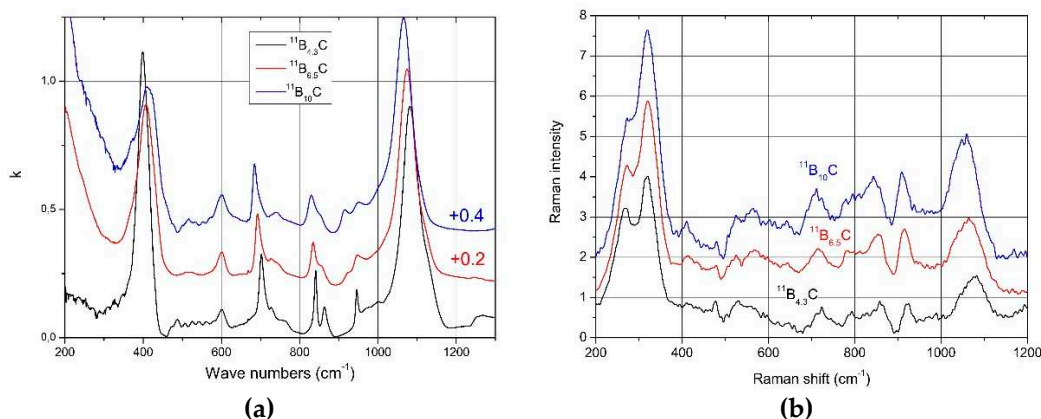 a
¹¹B₄.₃C
¹¹B₆.₅C
¹¹B₁₀C
1,0
0,5
0,0
k
+0.4
+0.2
200 400 600 800 1000 1200
Wave numbers (cm⁻¹)
(a)
b
8
7
6
5
4
3
2
1
0
Raman intensity
¹¹B₁₀C
¹¹B₆.₅C
¹¹B₄.₃C
200 400 600 800 1000 1200
Raman shift (cm⁻¹)
(b)